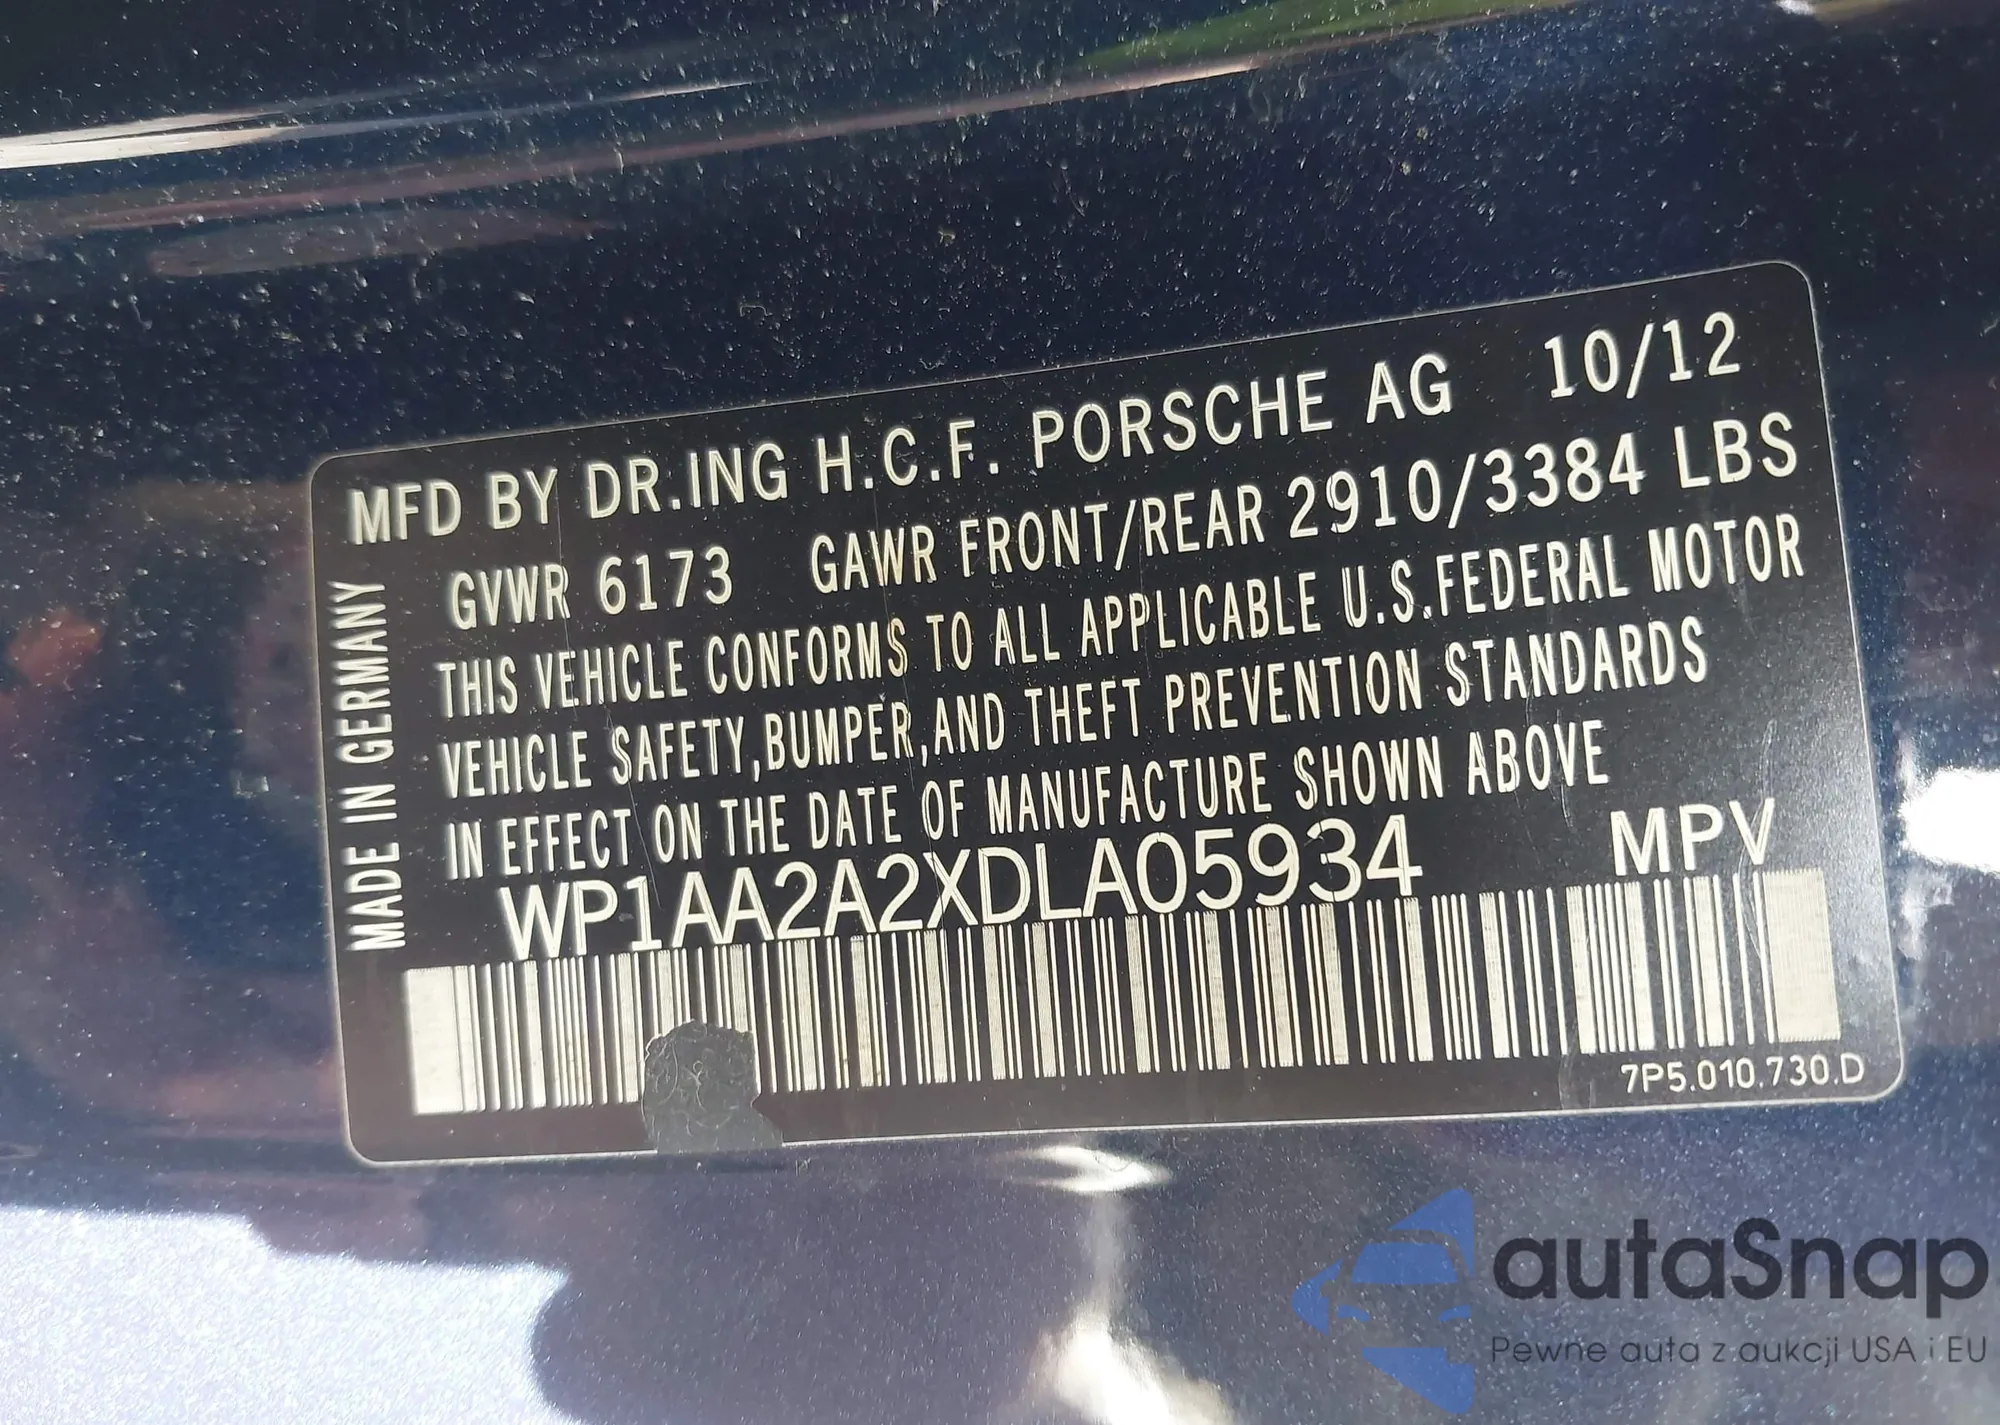 MFD BY DR.ING H.C.F. PORSCHE AG 10/12
GVWR 6173 GAWR FRONT/REAR 2910/3384 LBS
THIS VEHICLE CONFORMS TO ALL APPLICABLE U.S.FEDERAL MOTOR
VEHICLE SAFETY,BUMPER,AND THEFT PREVENTION STANDARDS
IN EFFECT ON THE DATE OF MANUFACTURE SHOWN ABOVE
WP1AA2A2XDLA05934 MPV
MADE IN GERMANY
7P5.010.730.D
autaSnap
Pewne auta z aukcji USA i EU